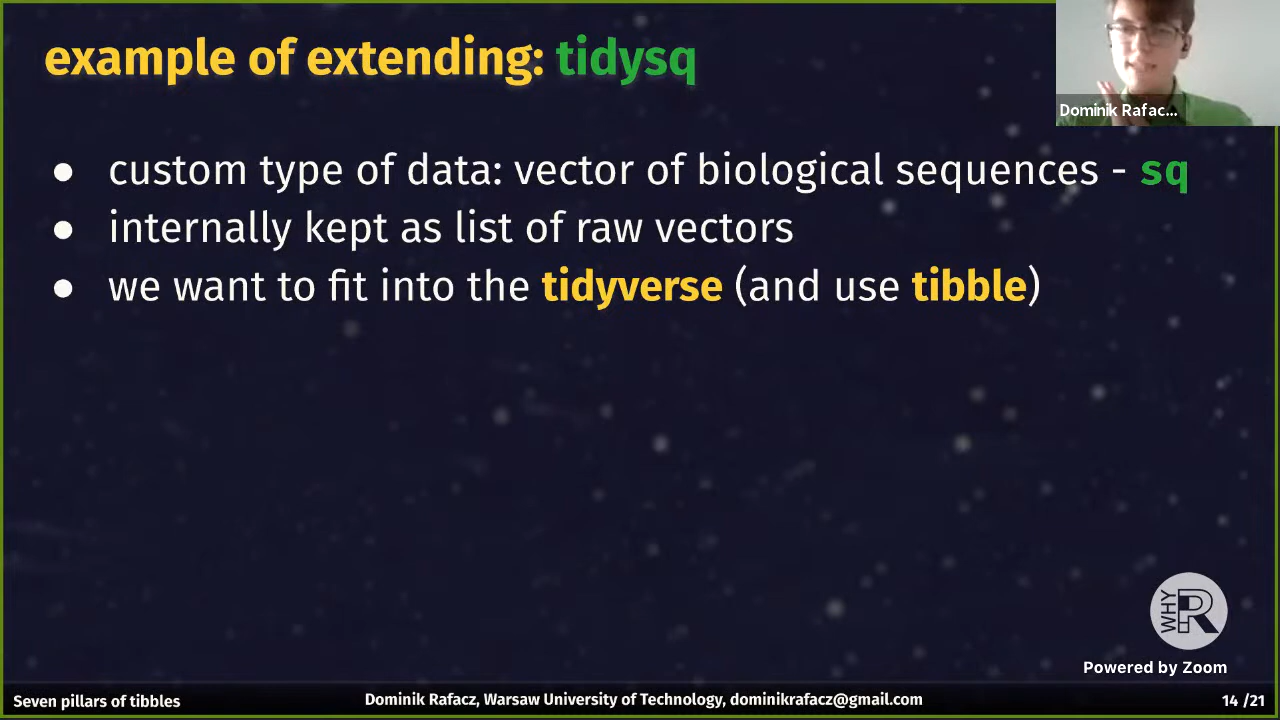 example of extending: tidysq
Dominik Rafac...
● custom type of data: vector of biological sequences - sq
● internally kept as list of raw vectors
● we want to fit into the tidyverse (and use tibble)
WHY R
Powered by Zoom
Seven pillars of tibbles
Dominik Rafacz, Warsaw University of Technology, dominikrafacz@gmail.com
14 /21